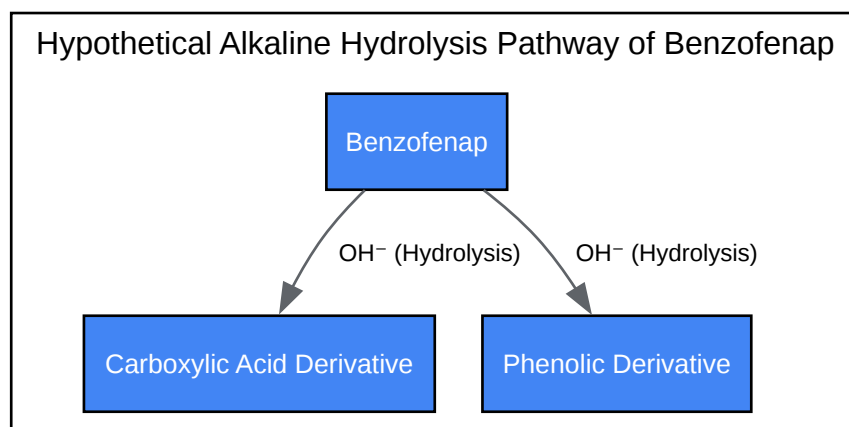 Hypothetical Alkaline Hydrolysis Pathway of Benzofenap
Benzofenap
OH⁻ (Hydrolysis)
OH⁻ (Hydrolysis)
Carboxylic Acid Derivative
Phenolic Derivative